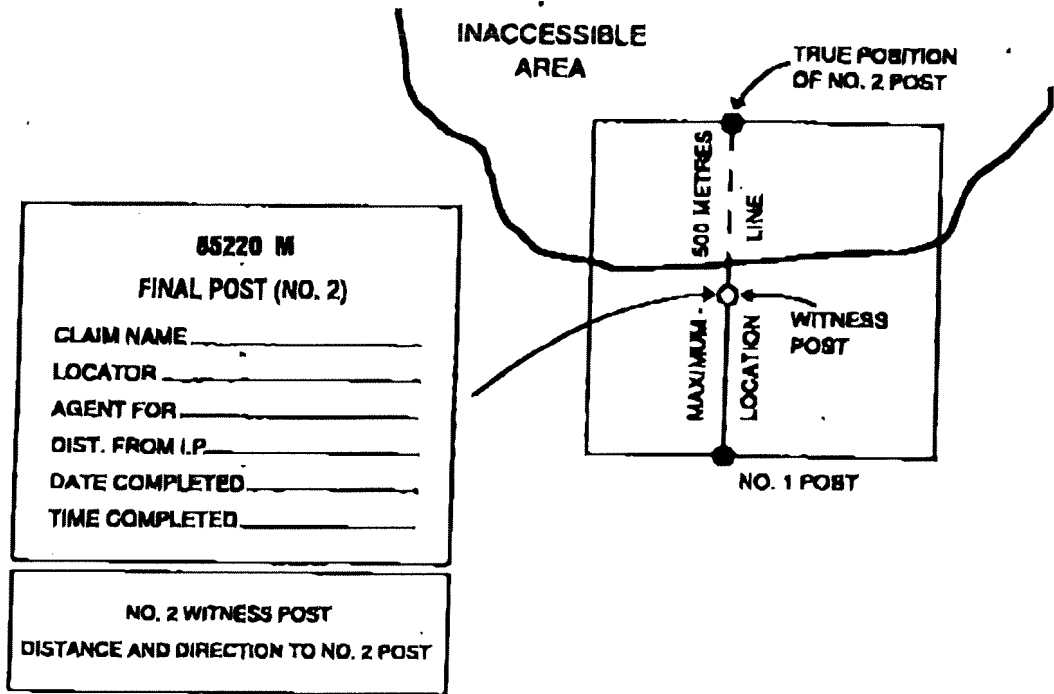 INACCESSIBLE
AREA
TRUE POSITION
OF NO. 2 POST
MAXIMUM - 500 METRES
LOCATION LINE
WITNESS
POST
NO. 1 POST
65220 M
FINAL POST (NO. 2)
CLAIM NAME
LOCATOR
AGENT FOR
DIST. FROM I.P.
DATE COMPLETED
TIME COMPLETED
NO. 2 WITNESS POST
DISTANCE AND DIRECTION TO NO. 2 POST